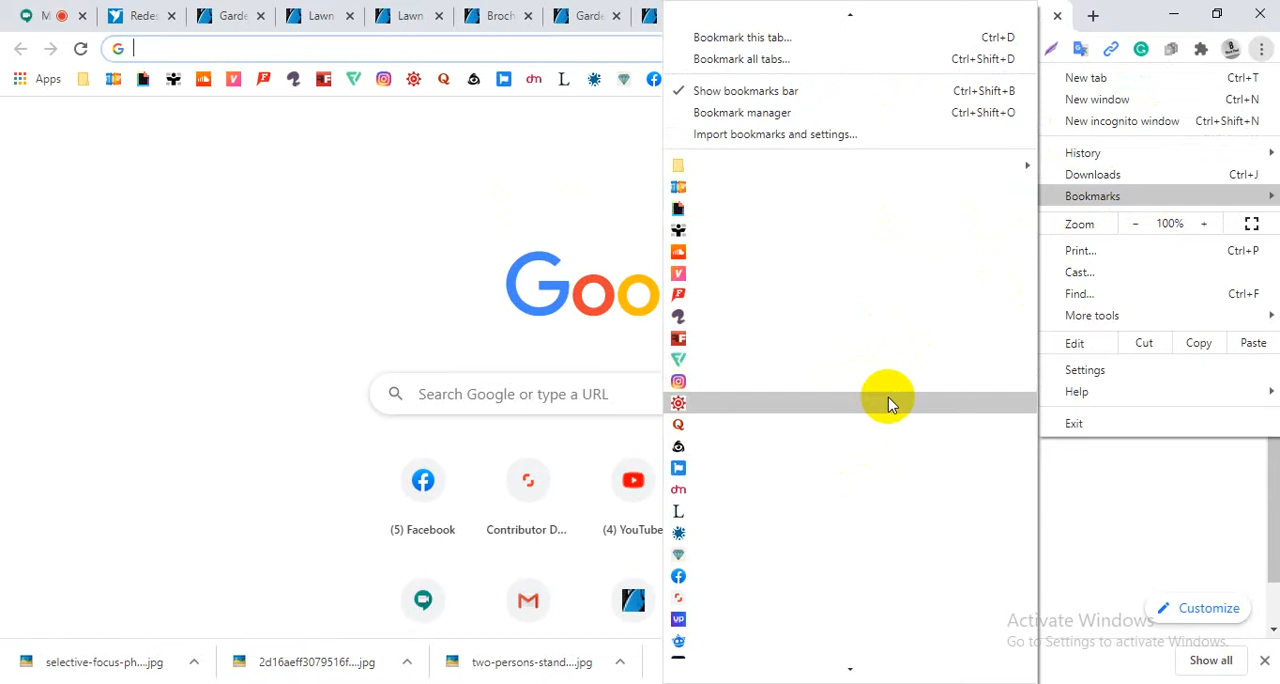 M
Redes
Garde
Lawn
Lawn
Broch
Garde
Apps
Bookmark this tab... Ctrl+D
Bookmark all tabs... Ctrl+Shift+D
Show bookmarks bar Ctrl+Shift+B
Bookmark manager Ctrl+Shift+O
Import bookmarks and settings...
New tab Ctrl+T
New window Ctrl+N
New incognito window Ctrl+Shift+N
History
Downloads Ctrl+J
Bookmarks
Zoom - 100% +
Print... Ctrl+P
Cast...
Find... Ctrl+F
More tools
Edit Cut Copy Paste
Settings
Help
Exit
Goo
Search Google or type a URL
(5) Facebook
Contributor D...
(4) YouTube
Customize
Activate Windows
Go to Settings to activate Windows.
selective-focus-ph....jpg
2d16aeff3079516f....jpg
two-persons-stand....jpg
Show all